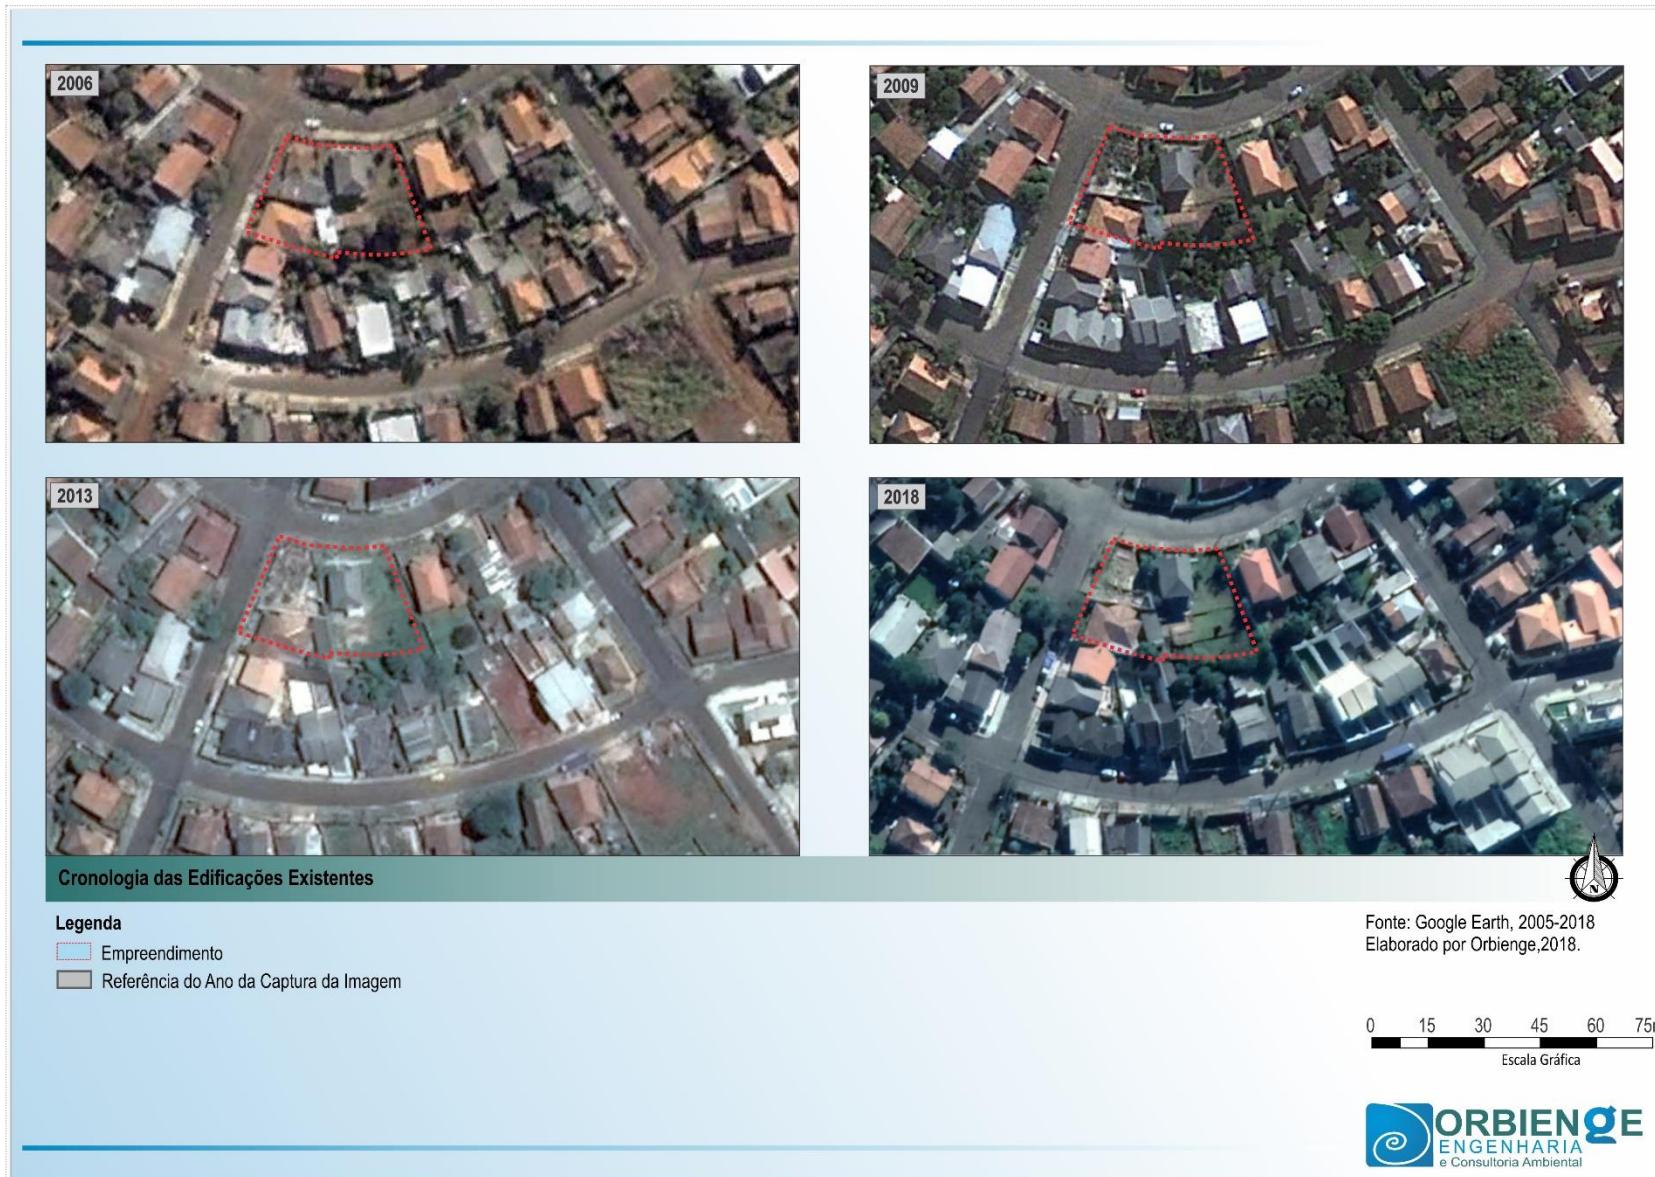 2006
2009
2013
2018
Cronologia das Edificações Existentes
N
Legenda
Empreendimento
Referência do Ano da Captura da Imagem
Fonte: Google Earth, 2005-2018
Elaborado por Orbienge,2018.
0 15 30 45 60 75
Escala Gráfica
ORBIENgE
ENGENHARIA
e Consultoria Ambiental